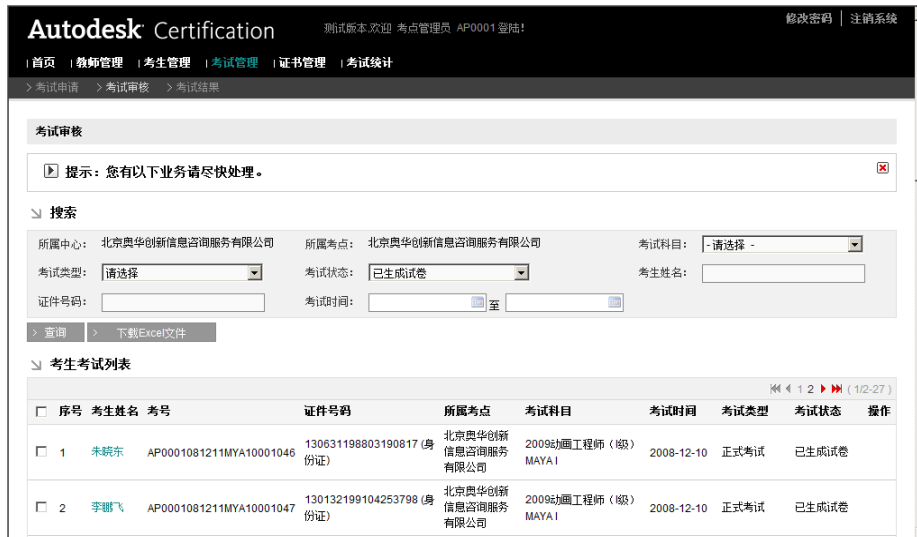 Autodesk Certification 测试版本.欢迎 考点管理员 AP0001登陆! 修改密码 | 注销系统
首页 | 教师管理 | 考生管理 | 考试管理 | 证书管理 | 考试统计
> 考试申请 > 考试审核 > 考试结果
考试审核
提示：您有以下业务请尽快处理。
搜索
所属中心： 北京奥华创新信息咨询服务有限公司 所属考点： 北京奥华创新信息咨询服务有限公司 考试科目： -请选择 -
考试类型： 请选择 考试状态： 已生成试卷 考生姓名：
证件号码： 考试时间： 至
> 查询 > 下载Excel文件
考生考试列表
1 2 ( 1/2-27 )
序号 考生姓名 考号 证件号码 所属考点 考试科目 考试时间 考试类型 考试状态 操作
1 朱晓东 AP0001081211MYA10001046 130631198803190817 (身份证) 北京奥华创新信息咨询服务有限公司 2009动画工程师（I级）MAYA I 2008-12-10 正式考试 已生成试卷
2 李鹏飞 AP0001081211MYA10001047 130132199104253798 (身份证) 北京奥华创新信息咨询服务有限公司 2009动画工程师（I级）MAYA I 2008-12-10 正式考试 已生成试卷